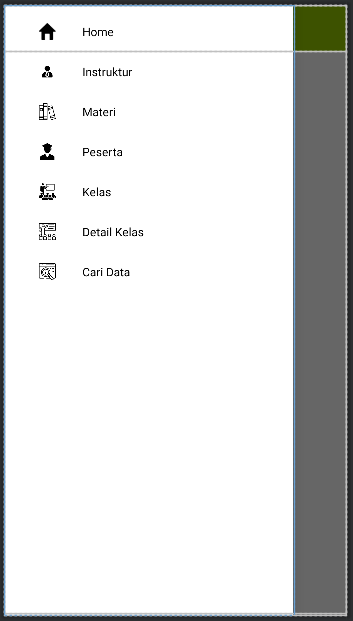 Home
Instruktur
Materi
Peserta
Kelas
Detail Kelas
Cari Data